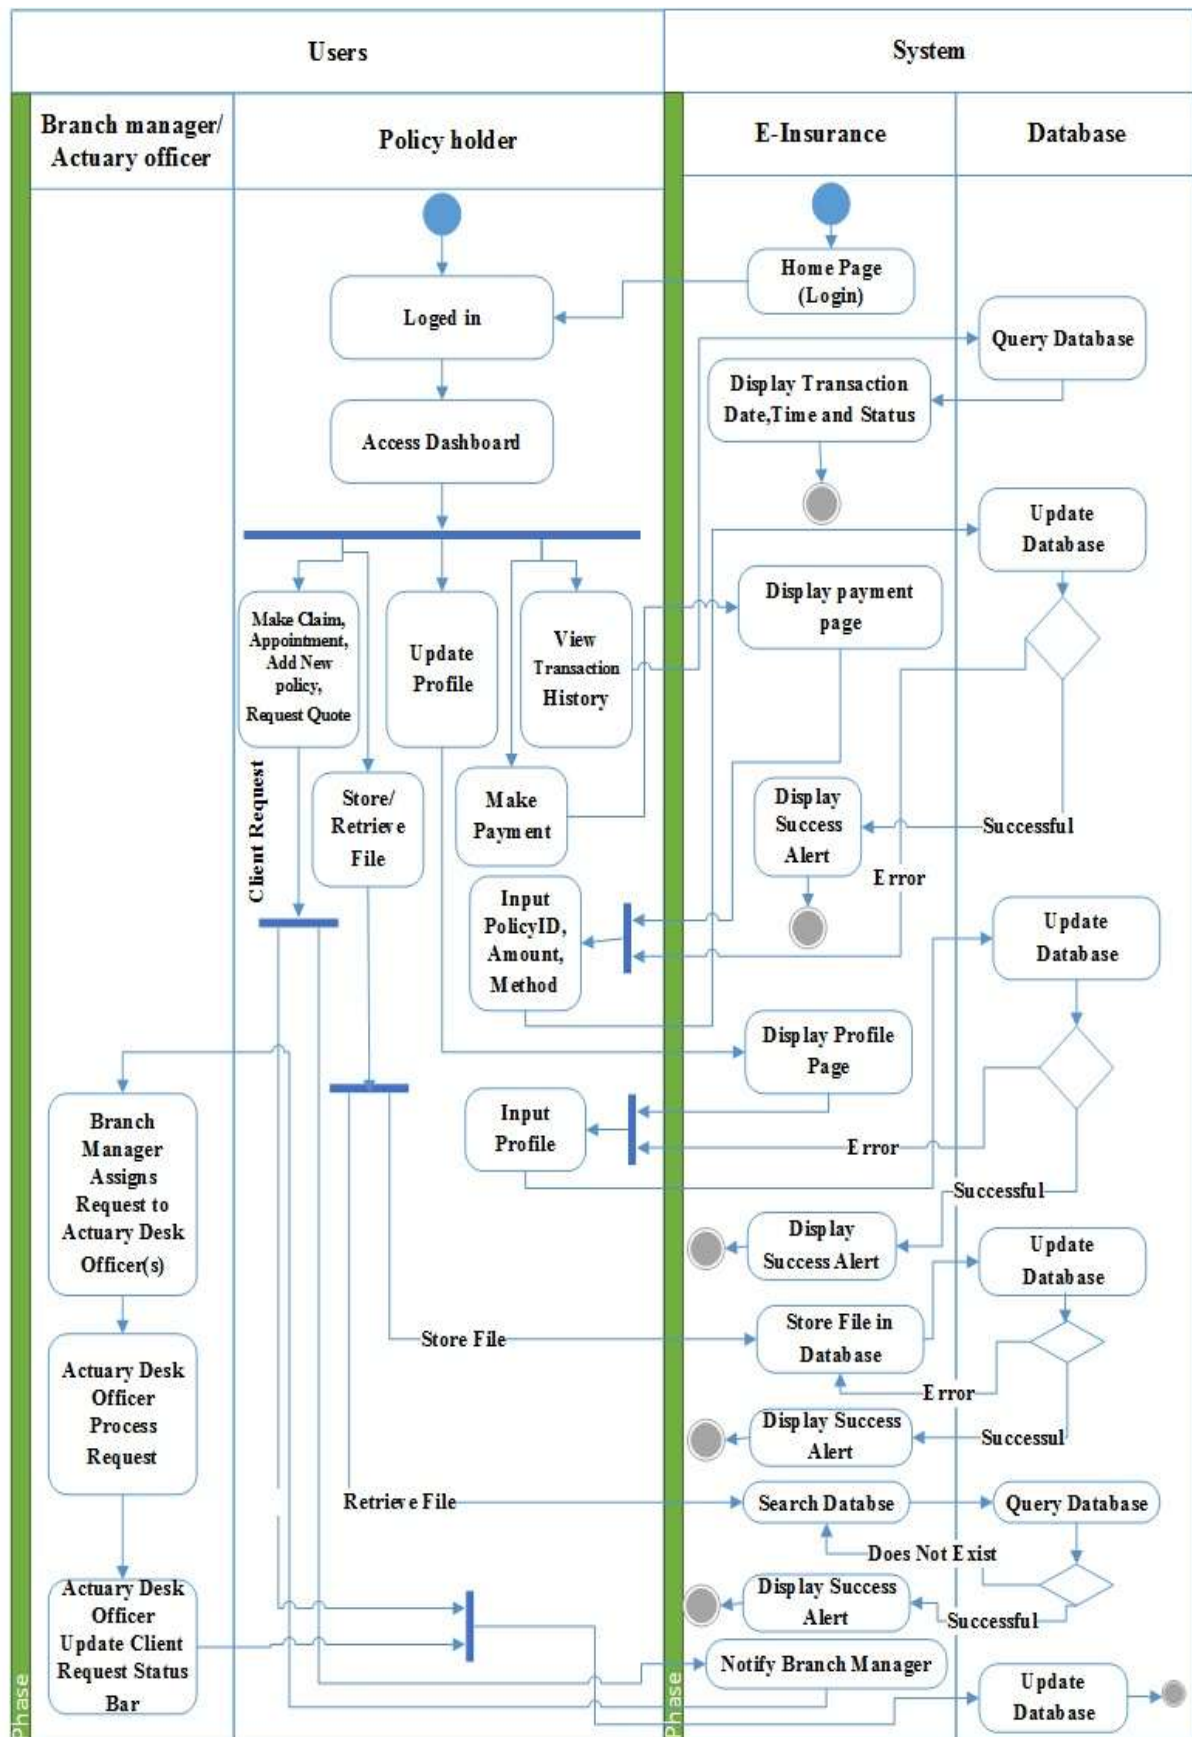 Users
System
Branch manager/
Actuary officer
Policy holder
E-Insurance
Database
Home Page
(Login)
Loged in
Query Database
Display Transaction
Date,Time and Status
Access Dashboard
Update
Database
Make Claim,
Appointment,
Add New
policy,
Request Quote
Update
Profile
View
Transaction
History
Display payment
page
Client Request
Store/
Retrieve
File
Make
Payment
Display
Success
Alert
Successful
Error
Input
PolicyID,
Amount,
Method
Update
Database
Display Profile
Page
Branch
Manager
Assigns
Request to
Actuary Desk
Officer(s)
Input
Profile
Error
Successful
Display
Success Alert
Update
Database
Store File
Store File in
Database
Error
Actuary Desk
Officer
Process
Request
Display Success
Alert
Successul
Retrieve File
Search Databse
Query Database
Does Not Exist
Actuary Desk
Officer
Update Client
Request Status
Bar
Display Success
Alert
Successful
Notify Branch Manager
Update
Database
Phase
Phase